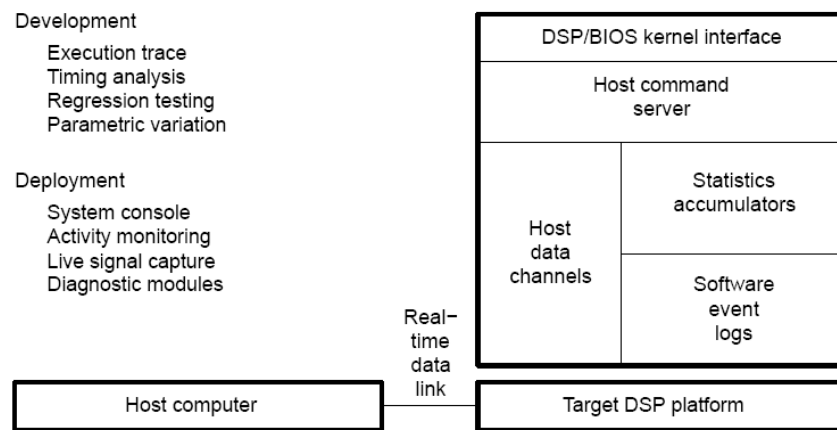 Development
Execution trace
Timing analysis
Regression testing
Parametric variation
Deployment
System console
Activity monitoring
Live signal capture
Diagnostic modules
DSP/BIOS kernel interface
Host command
server
Host
data
channels
Statistics
accumulators
Software
event
logs
Real−
time
data
link
Host computer
Target DSP platform